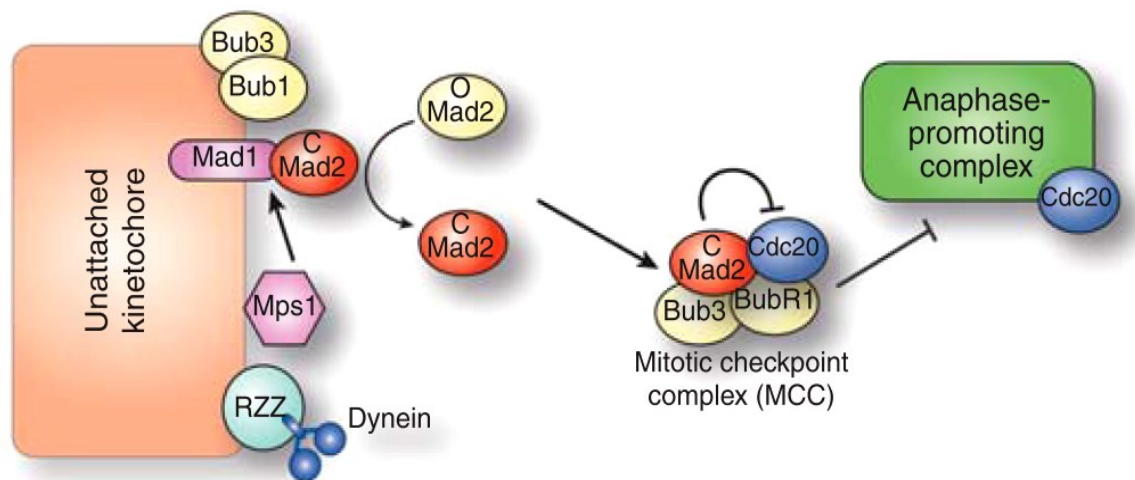 Unattached
kinetochore
Bub3
Bub1
Mad1
C
Mad2
O
Mad2
C
Mad2
Mps1
RZZ
Dynein
C
Mad2
Cdc20
Bub3
BubR1
Mitotic checkpoint
complex (MCC)
Anaphase-
promoting
complex
Cdc20